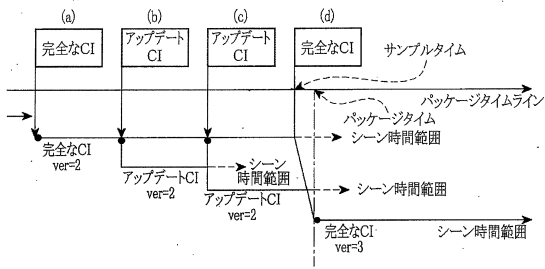 (a)
(b)
(c)
(d)
完全なCI
アップデート
CI
アップデート
CI
完全なCI
サンプルタイム
パッケージタイムライン
パッケージタイム
完全なCI
ver=2
シーン時間範囲
アップデートCI
ver=2
シーン
時間範囲
アップデートCI
ver=2
シーン時間範囲
完全なCI
ver=3
シーン時間範囲